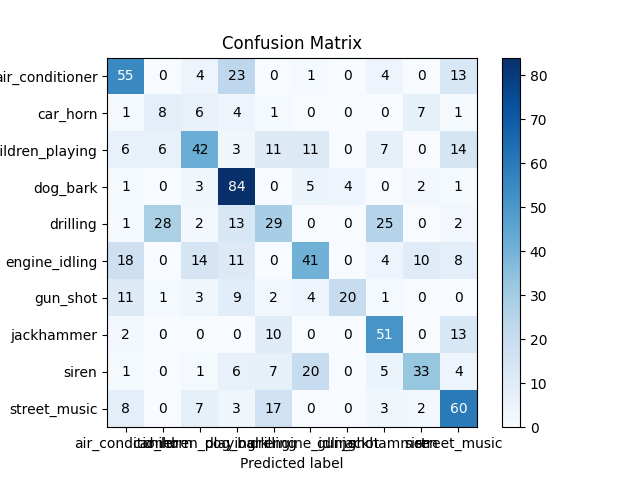 Confusion Matrix
air_conditioner 55 0 4 23 0 1 0 4 0 13
car_horn 1 8 6 4 1 0 0 0 7 1
ildren_playing 6 6 42 3 11 11 0 7 0 14
dog_bark 1 0 3 84 0 5 4 0 2 1
drilling 1 28 2 13 29 0 0 25 0 2
engine_idling 18 0 14 11 0 41 0 4 10 8
gun_shot 11 1 3 9 2 4 20 1 0 0
jackhammer 2 0 0 0 10 0 0 51 0 13
siren 1 0 1 6 7 20 0 5 33 4
street_music 8 0 7 3 17 0 0 3 2 60
street_music
Predicted label
80
70
60
50
40
30
20
10
0